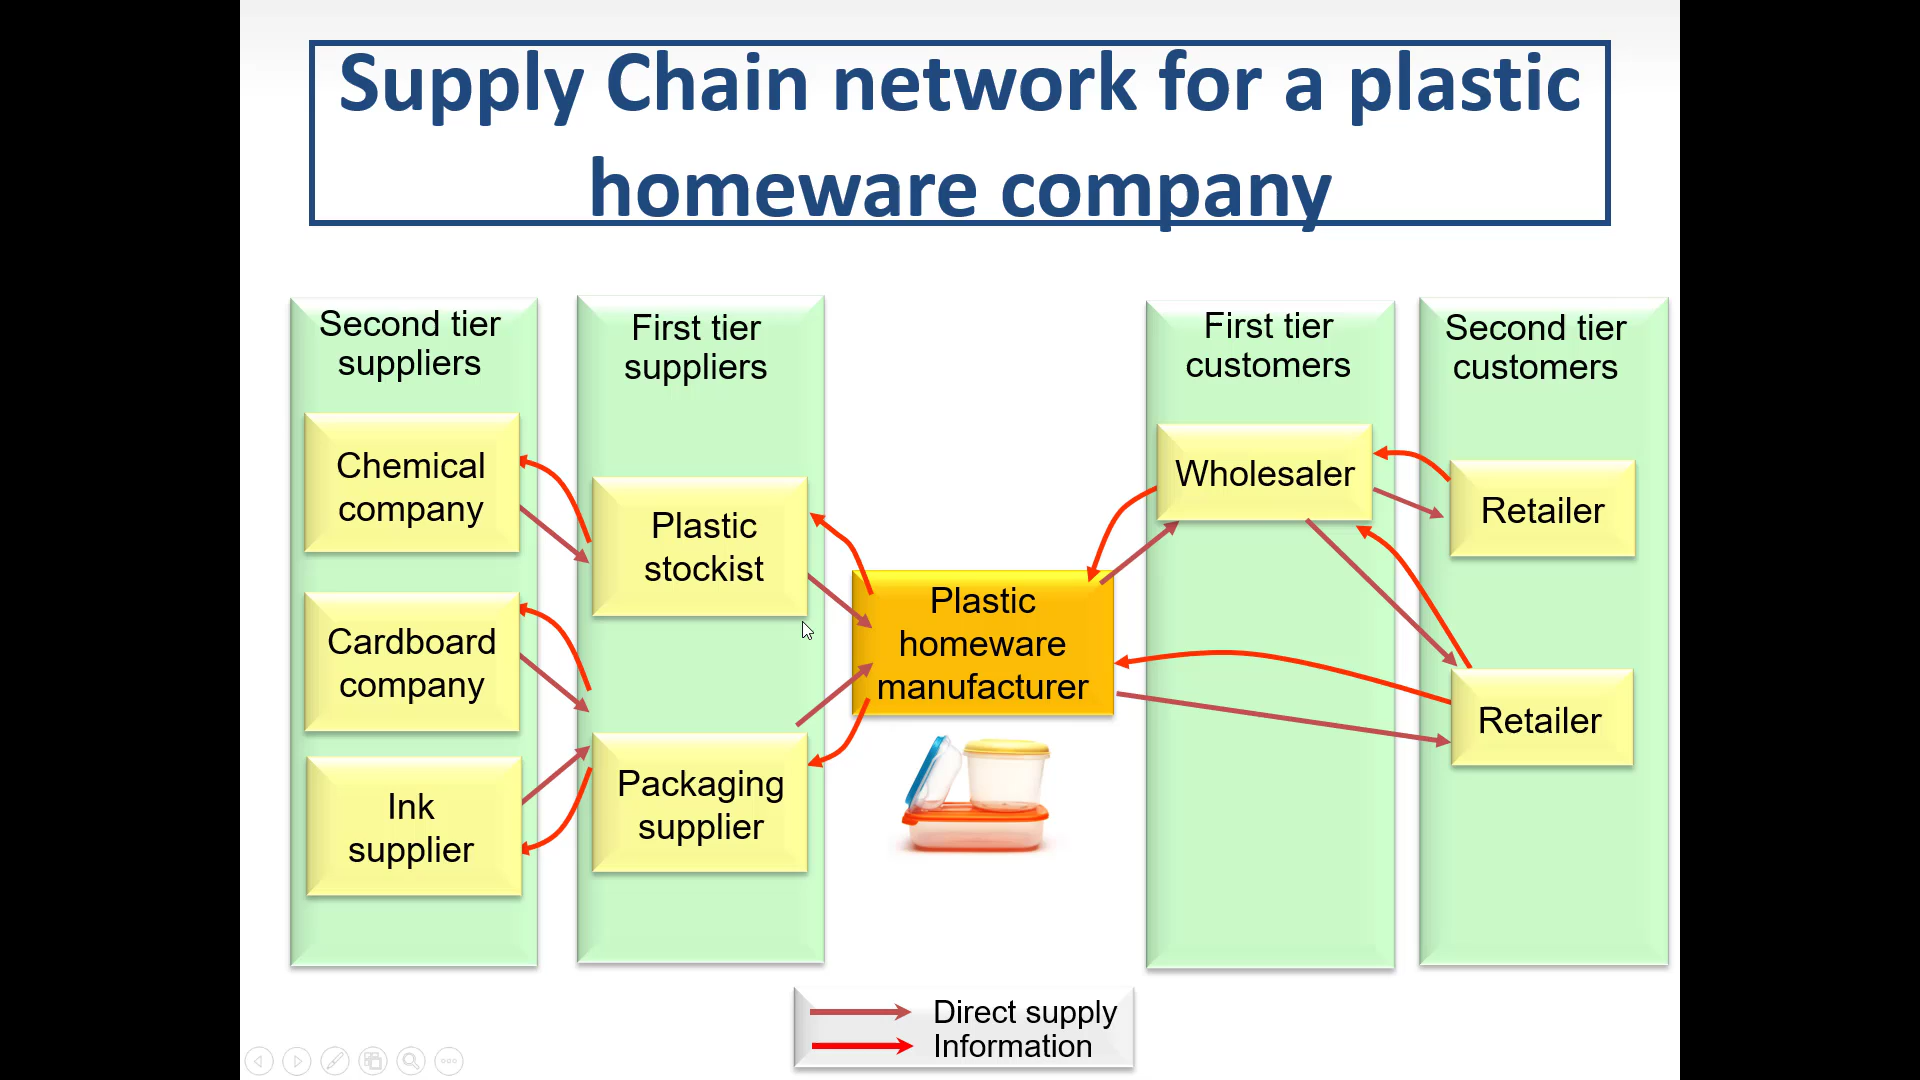 Supply Chain network for a plastic
homeware company
Second tier
suppliers
Chemical
company
Cardboard
company
Ink
supplier
First tier
suppliers
Plastic
stockist
Packaging
supplier
Plastic
homeware
manufacturer
First tier
customers
Wholesaler
Second tier
customers
Retailer
Retailer
Direct supply
Information